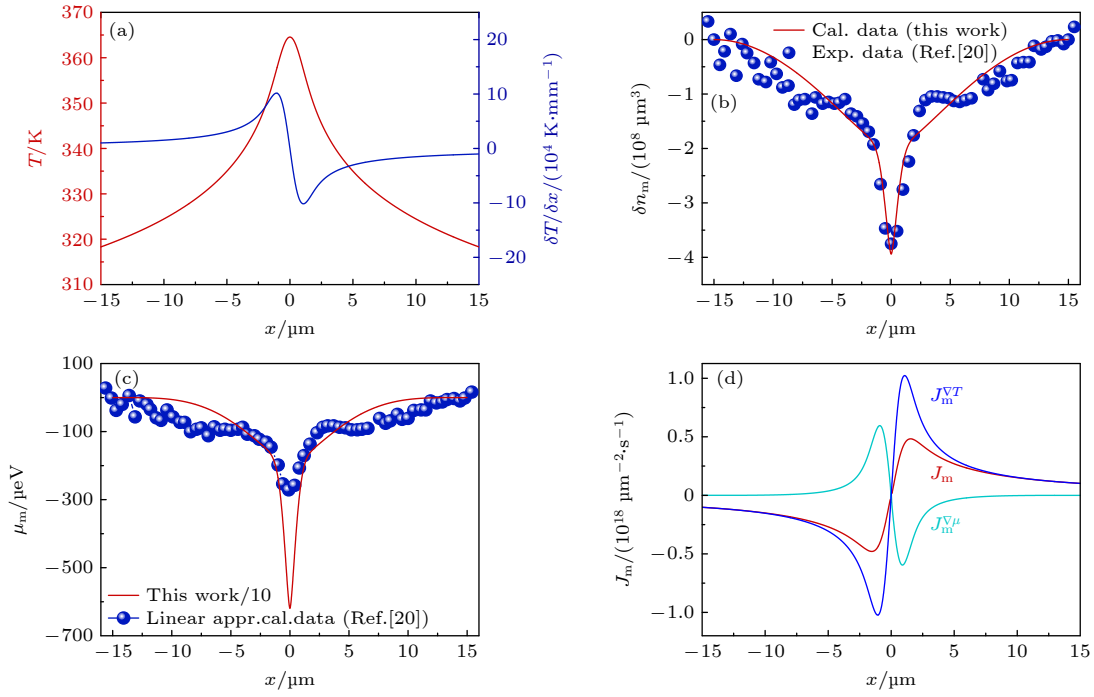 (a)
370
360
350
340
330
320
310
T/K
20
10
0
−10
−20
δT/δx/(10⁴ K·mm⁻¹)
−15 −10 −5 0 5 10 15
x/µm
(b)
Cal. data (this work)
Exp. data (Ref.[20])
0
−1
−2
−3
−4
δnₘ/(10⁸ µm³)
−15 −10 −5 0 5 10 15
x/µm
(c)
100
−100
−300
−500
−700
µₘ/µeV
This work/10
Linear appr.cal.data (Ref.[20])
−15 −10 −5 0 5 10 15
x/µm
(d)
1.0
0.5
0
−0.5
−1.0
Jₘ/(10¹⁸ µm⁻²·s⁻¹)
Jₘ^∇T
Jₘ
Jₘ^∇µ
−15 −10 −5 0 5 10 15
x/µm